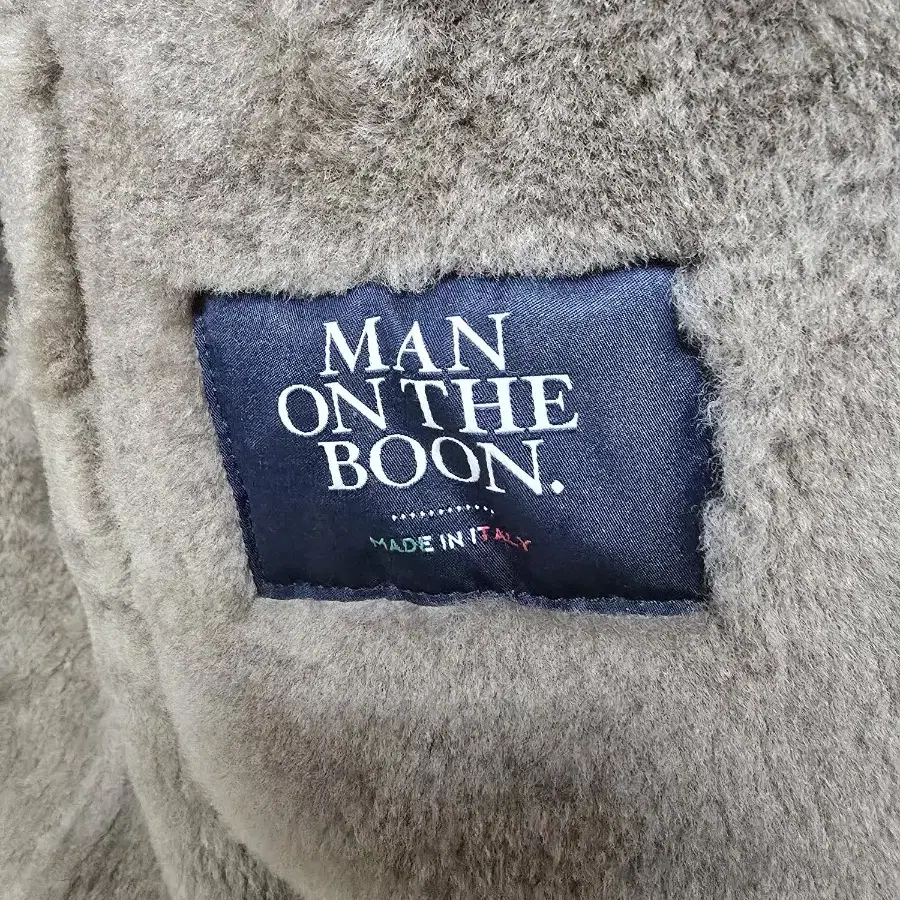 MAN
ON THE
BOON.
MADE IN ITALY